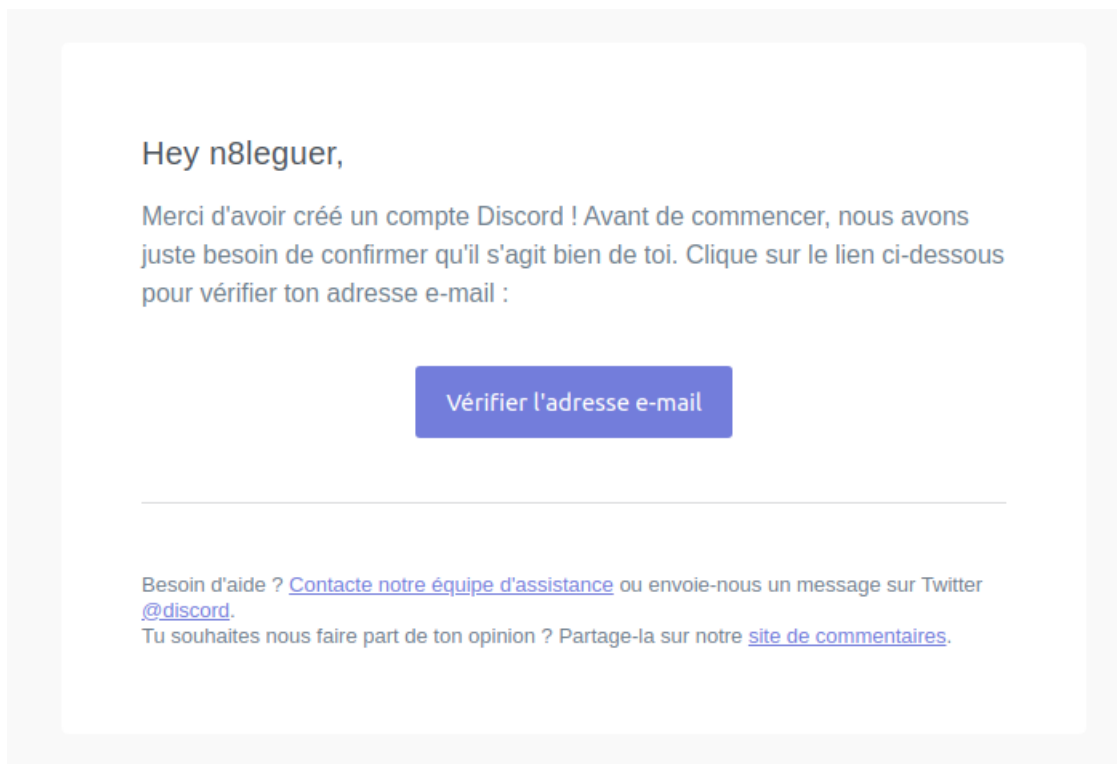 Hey n8leguer,
Merci d'avoir créé un compte Discord ! Avant de commencer, nous avons
juste besoin de confirmer qu'il s'agit bien de toi. Clique sur le lien ci-dessous
pour vérifier ton adresse e-mail :
Vérifier l'adresse e-mail
Besoin d'aide ? Contacte notre équipe d'assistance ou envoie-nous un message sur Twitter
@discord.
Tu souhaites nous faire part de ton opinion ? Partage-la sur notre site de commentaires.